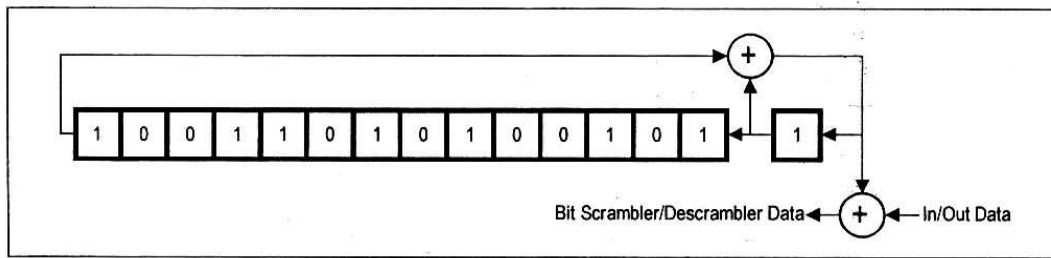 +
1 0 0 1 1 0 1 0 1 0 0 1 0 1 1
Bit Scrambler/Descrambler Data + In/Out Data